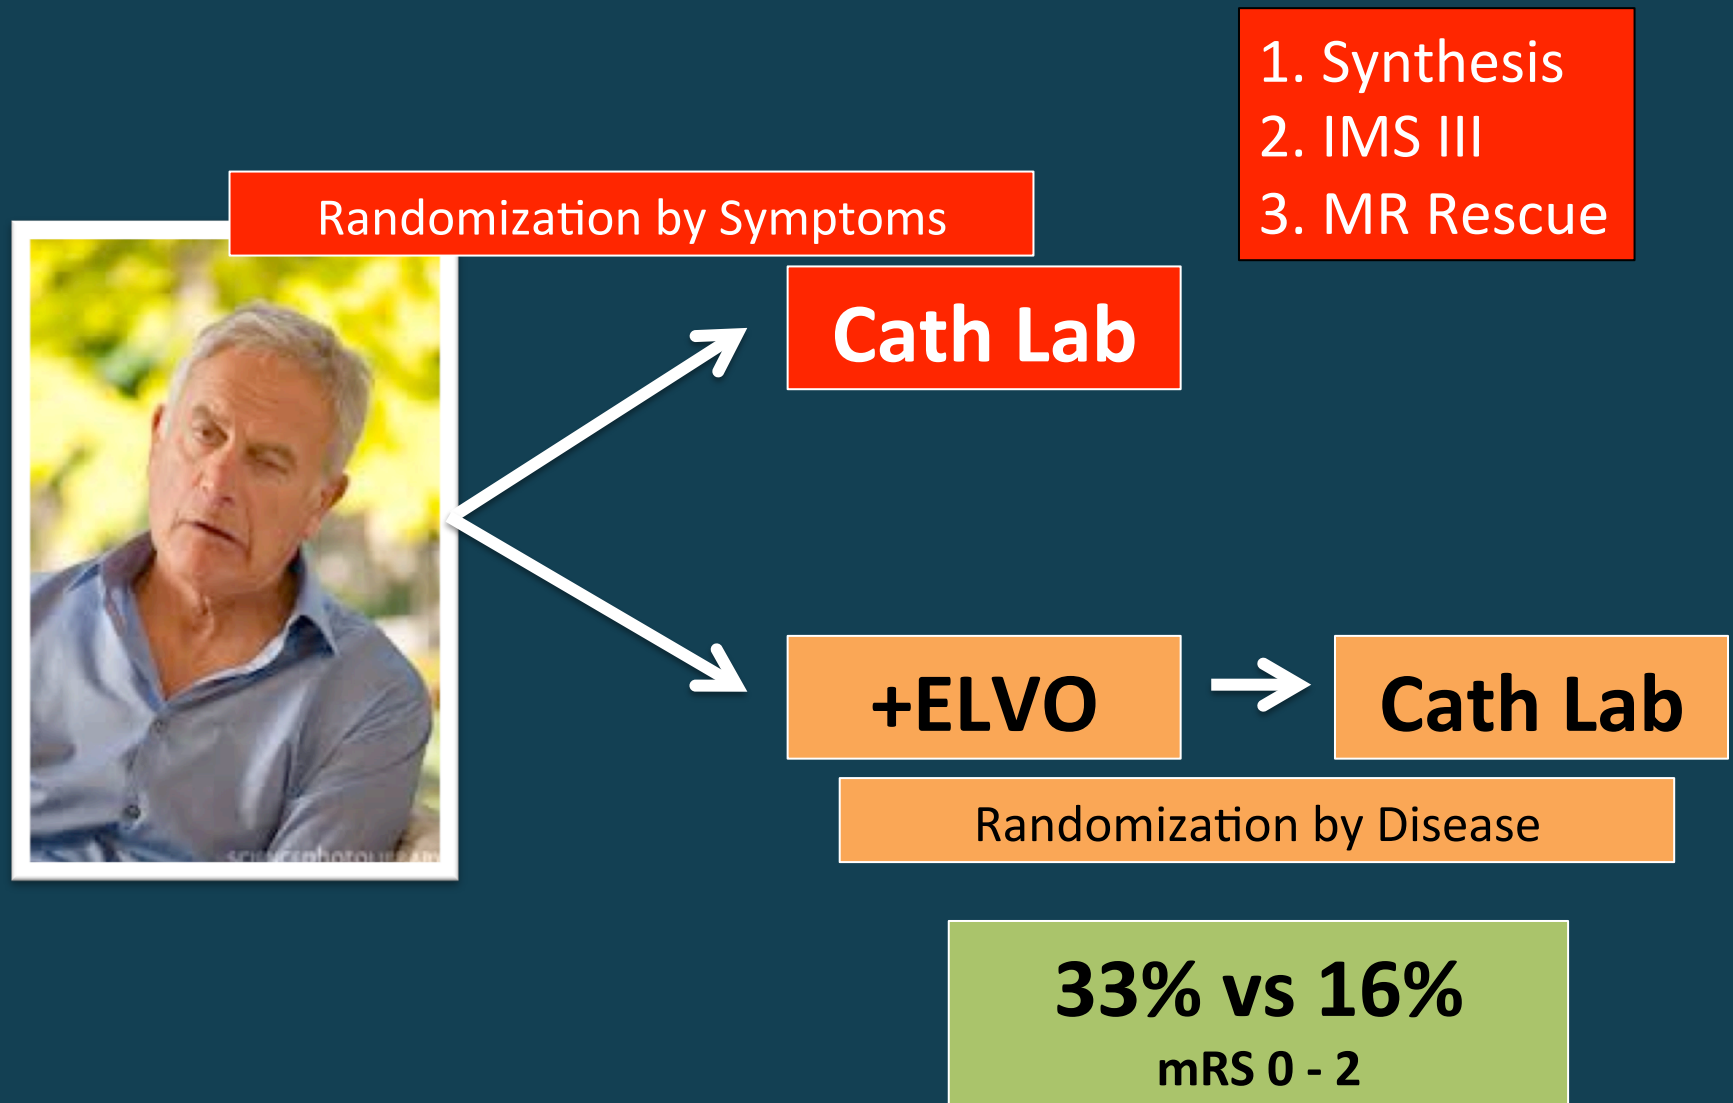 1. Synthesis
2. IMS III
3. MR Rescue
Randomization by Symptoms
Cath Lab
+ELVO
Cath Lab
Randomization by Disease
33% vs 16%
mRS 0 - 2